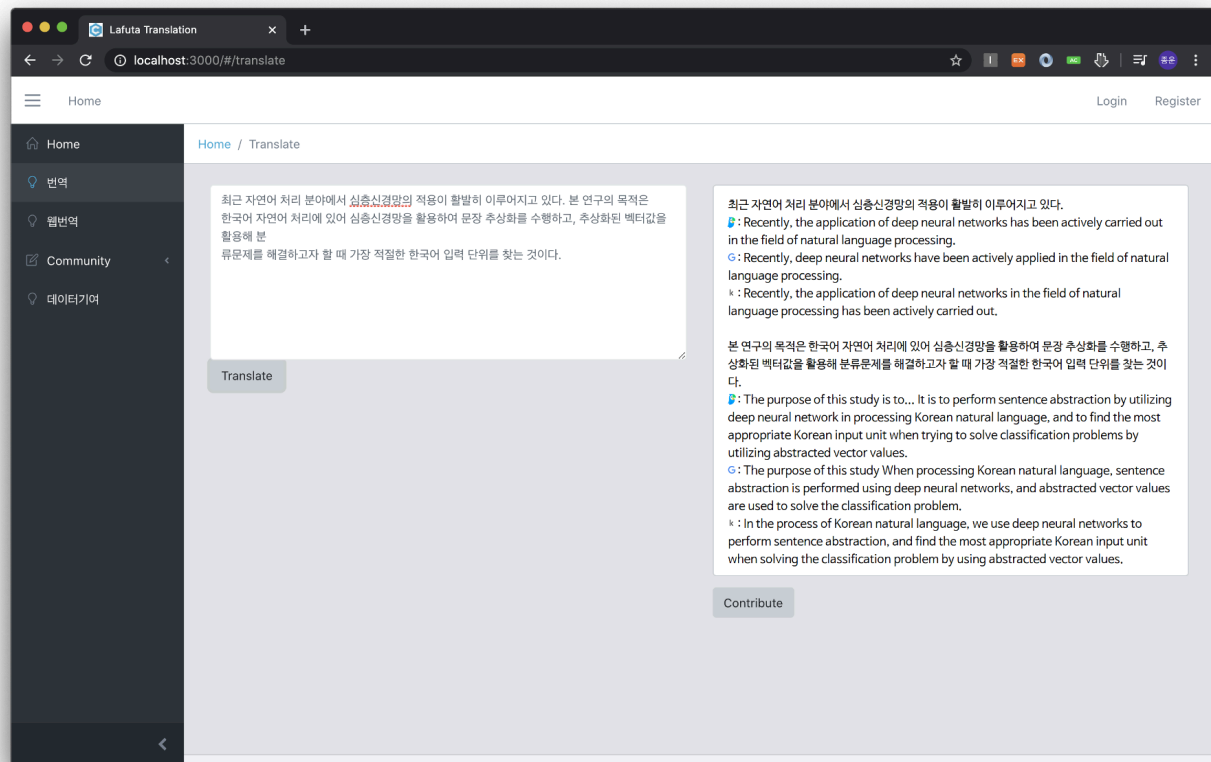 Lafuta Translation
localhost:3000/#/translate
EX
AC
종운
Home
Login
Register
Home
Home / Translate
번역
웹번역
Community
데이터기여
최근 자연어 처리 분야에서 심층신경망의 적용이 활발히 이루어지고 있다. 본 연구의 목적은
한국어 자연어 처리에 있어 심층신경망을 활용하여 문장 추상화를 수행하고, 추상화된 벡터값을
활용해 분
류문제를 해결하고자 할 때 가장 적절한 한국어 입력 단위를 찾는 것이다.
Translate
최근 자연어 처리 분야에서 심층신경망의 적용이 활발히 이루어지고 있다.
: Recently, the application of deep neural networks has been actively carried out
in the field of natural language processing.
G : Recently, deep neural networks have been actively applied in the field of natural
language processing.
k : Recently, the application of deep neural networks in the field of natural
language processing has been actively carried out.
본 연구의 목적은 한국어 자연어 처리에 있어 심층신경망을 활용하여 문장 추상화를 수행하고, 추
상화된 벡터값을 활용해 분류문제를 해결하고자 할 때 가장 적절한 한국어 입력 단위를 찾는 것이
다.
: The purpose of this study is to... It is to perform sentence abstraction by utilizing
deep neural network in processing Korean natural language, and to find the most
appropriate Korean input unit when trying to solve classification problems by
utilizing abstracted vector values.
G : The purpose of this study When processing Korean natural language, sentence
abstraction is performed using deep neural networks, and abstracted vector values
are used to solve the classification problem.
k : In the process of Korean natural language, we use deep neural networks to
perform sentence abstraction, and find the most appropriate Korean input unit
when solving the classification problem by using abstracted vector values.
Contribute